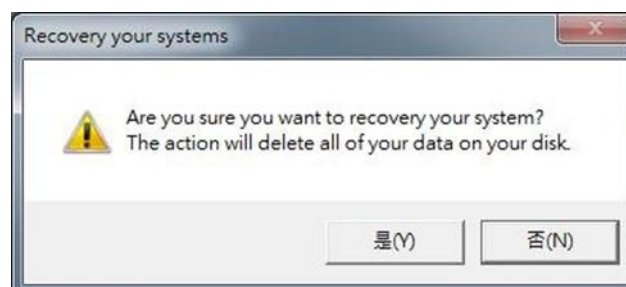 Recovery your systems
Are you sure you want to recovery your system?
The action will delete all of your data on your disk.
是(Y)
否(N)